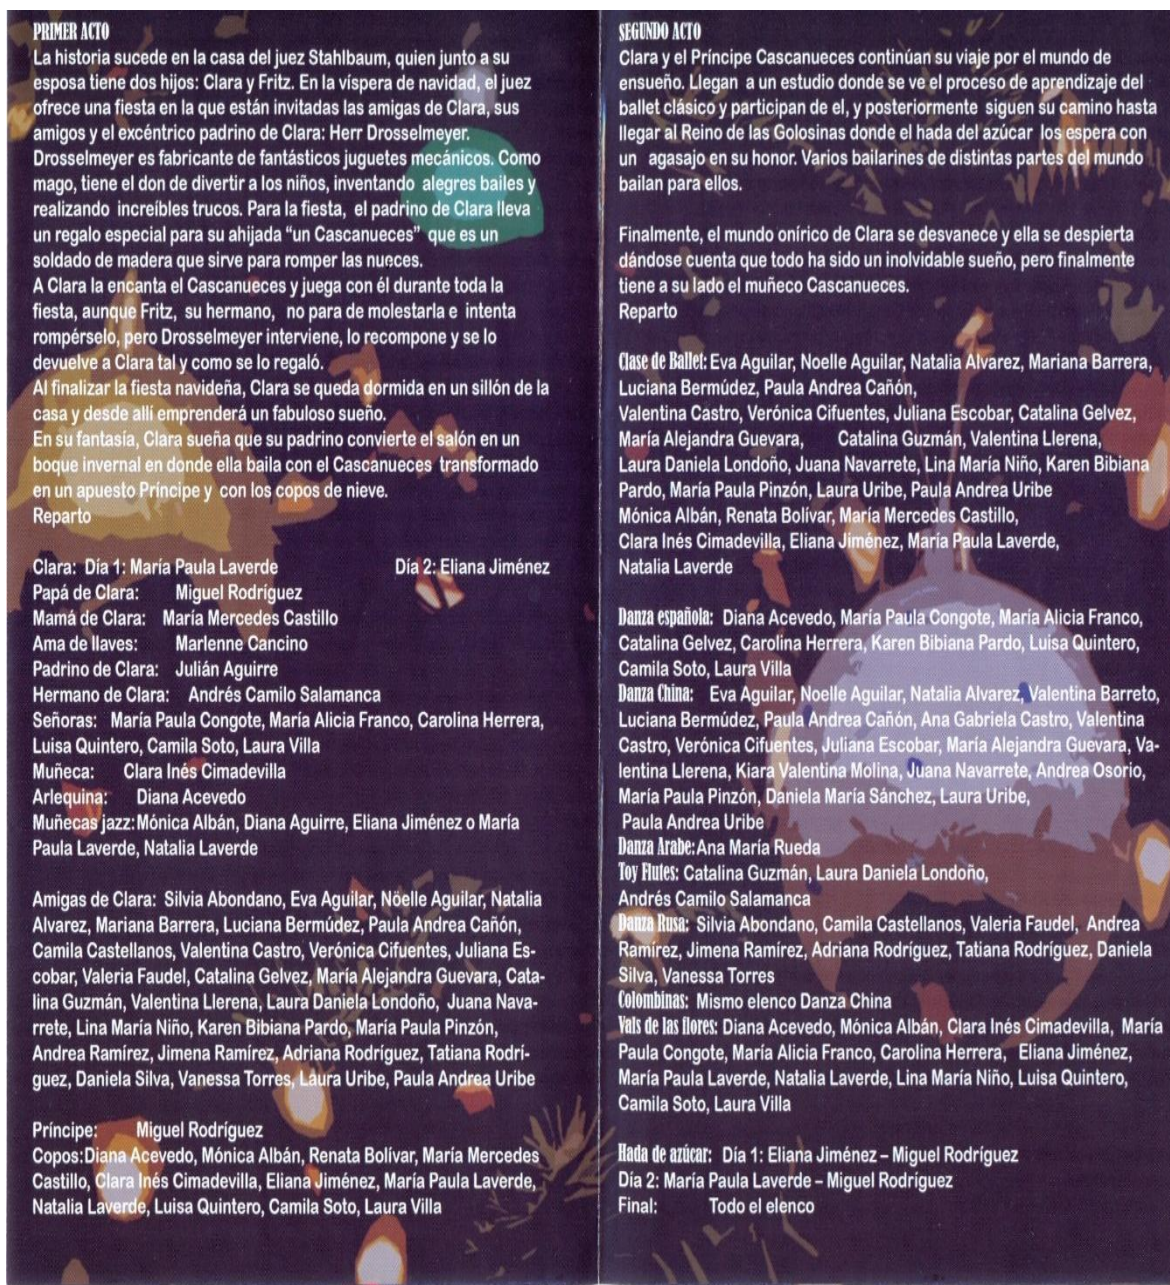 PRIMER ACTO
La historia sucede en la casa del juez Stahlbaum, quien junto a su
esposa tiene dos hijos: Clara y Fritz. En la víspera de navidad, el juez
ofrece una fiesta en la que están invitadas las amigas de Clara, sus
amigos y el excéntrico padrino de Clara: Herr Drosselmeyer.
Drosselmeyer es fabricante de fantásticos juguetes mecánicos. Como
mago, tiene el don de divertir a los niños, inventando alegres bailes y
realizando increíbles trucos. Para la fiesta, el padrino de Clara lleva
un regalo especial para su ahijada "un Cascanueces" que es un
soldado de madera que sirve para romper las nueces.
A Clara la encanta el Cascanueces y juega con él durante toda la
fiesta, aunque Fritz, su hermano, no para de molestarla e intenta
rompérselo, pero Drosselmeyer interviene, lo recompone y se lo
devuelve a Clara tal y como se lo regaló.
Al finalizar la fiesta navideña, Clara se queda dormida en un sillón de la
casa y desde allí emprenderá un fabuloso sueño.
En su fantasía, Clara sueña que su padrino convierte el salón en un
boque invernal en donde ella baila con el Cascanueces transformado
en un apuesto Príncipe y con los copos de nieve.
Reparto
Clara: Día 1: María Paula Laverde Día 2: Eliana Jiménez
Papá de Clara: Miguel Rodríguez
Mamá de Clara: María Mercedes Castillo
Ama de llaves: Marlenne Cancino
Padrino de Clara: Julián Aguirre
Hermano de Clara: Andrés Camilo Salamanca
Señoras: María Paula Congote, María Alicia Franco, Carolina Herrera,
Luisa Quintero, Camila Soto, Laura Villa
Muñeca: Clara Inés Cimadevilla
Arlequina: Diana Acevedo
Muñecas jazz: Mónica Albán, Diana Aguirre, Eliana Jiménez o María
Paula Laverde, Natalia Laverde
Amigas de Clara: Silvia Abondano, Eva Aguilar, Nöelle Aguilar, Natalia
Alvarez, Mariana Barrera, Luciana Bermúdez, Paula Andrea Cañón,
Camila Castellanos, Valentina Castro, Verónica Cifuentes, Juliana Es-
cobar, Valeria Faudel, Catalina Gelvez, María Alejandra Guevara, Cata-
lina Guzmán, Valentina Llerena, Laura Daniela Londoño, Juana Nava-
rrete, Lina María Niño, Karen Bibiana Pardo, María Paula Pinzón,
Andrea Ramírez, Jimena Ramírez, Adriana Rodríguez, Tatiana Rodrí-
guez, Daniela Silva, Vanessa Torres, Laura Uribe, Paula Andrea Uribe
Príncipe: Miguel Rodríguez
Copos:Diana Acevedo, Mónica Albán, Renata Bolívar, María Mercedes
Castillo, Clara Inés Cimadevilla, Eliana Jiménez, María Paula Laverde,
Natalia Laverde, Luisa Quintero, Camila Soto, Laura Villa
SEGUNDO ACTO
Clara y el Príncipe Cascanueces continúan su viaje por el mundo de
ensueño. Llegan a un estudio donde se ve el proceso de aprendizaje del
ballet clásico y participan de el, y posteriormente siguen su camino hasta
llegar al Reino de las Golosinas donde el hada del azúcar los espera con
un agasajo en su honor. Varios bailarines de distintas partes del mundo
bailan para ellos.
Finalmente, el mundo onírico de Clara se desvanece y ella se despierta
dándose cuenta que todo ha sido un inolvidable sueño, pero finalmente
tiene a su lado el muñeco Cascanueces.
Reparto
Clase de Ballet: Eva Aguilar, Noelle Aguilar, Natalia Alvarez, Mariana Barrera,
Luciana Bermúdez, Paula Andrea Cañón,
Valentina Castro, Verónica Cifuentes, Juliana Escobar, Catalina Gelvez,
María Alejandra Guevara, Catalina Guzmán, Valentina Llerena,
Laura Daniela Londoño, Juana Navarrete, Lina María Niño, Karen Bibiana
Pardo, María Paula Pinzón, Laura Uribe, Paula Andrea Uribe
Mónica Albán, Renata Bolívar, María Mercedes Castillo,
Clara Inés Cimadevilla, Eliana Jiménez, María Paula Laverde,
Natalia Laverde
Danza española: Diana Acevedo, María Paula Congote, María Alicia Franco,
Catalina Gelvez, Carolina Herrera, Karen Bibiana Pardo, Luisa Quintero,
Camila Soto, Laura Villa
Danza China: Eva Aguilar, Noelle Aguilar, Natalia Alvarez, Valentina Barreto,
Luciana Bermúdez, Paula Andrea Cañón, Ana Gabriela Castro, Valentina
Castro, Verónica Cifuentes, Juliana Escobar, María Alejandra Guevara, Va-
lentina Llerena, Kiara Valentina Molina, Juana Navarrete, Andrea Osorio,
María Paula Pinzón, Daniela María Sánchez, Laura Uribe,
Paula Andrea Uribe
Danza Arabe: Ana María Rueda
Toy Flutes: Catalina Guzmán, Laura Daniela Londoño,
Andrés Camilo Salamanca
Danza Rusa: Silvia Abondano, Camila Castellanos, Valeria Faudel, Andrea
Ramírez, Jimena Ramírez, Adriana Rodríguez, Tatiana Rodríguez, Daniela
Silva, Vanessa Torres
Colombinas: Mismo elenco Danza China
Vals de las flores: Diana Acevedo, Mónica Albán, Clara Inés Cimadevilla, María
Paula Congote, María Alicia Franco, Carolina Herrera, Eliana Jiménez,
María Paula Laverde, Natalia Laverde, Lina María Niño, Luisa Quintero,
Camila Soto, Laura Villa
Hada de azúcar: Día 1: Eliana Jiménez – Miguel Rodríguez
Día 2: María Paula Laverde – Miguel Rodríguez
Final: Todo el elenco